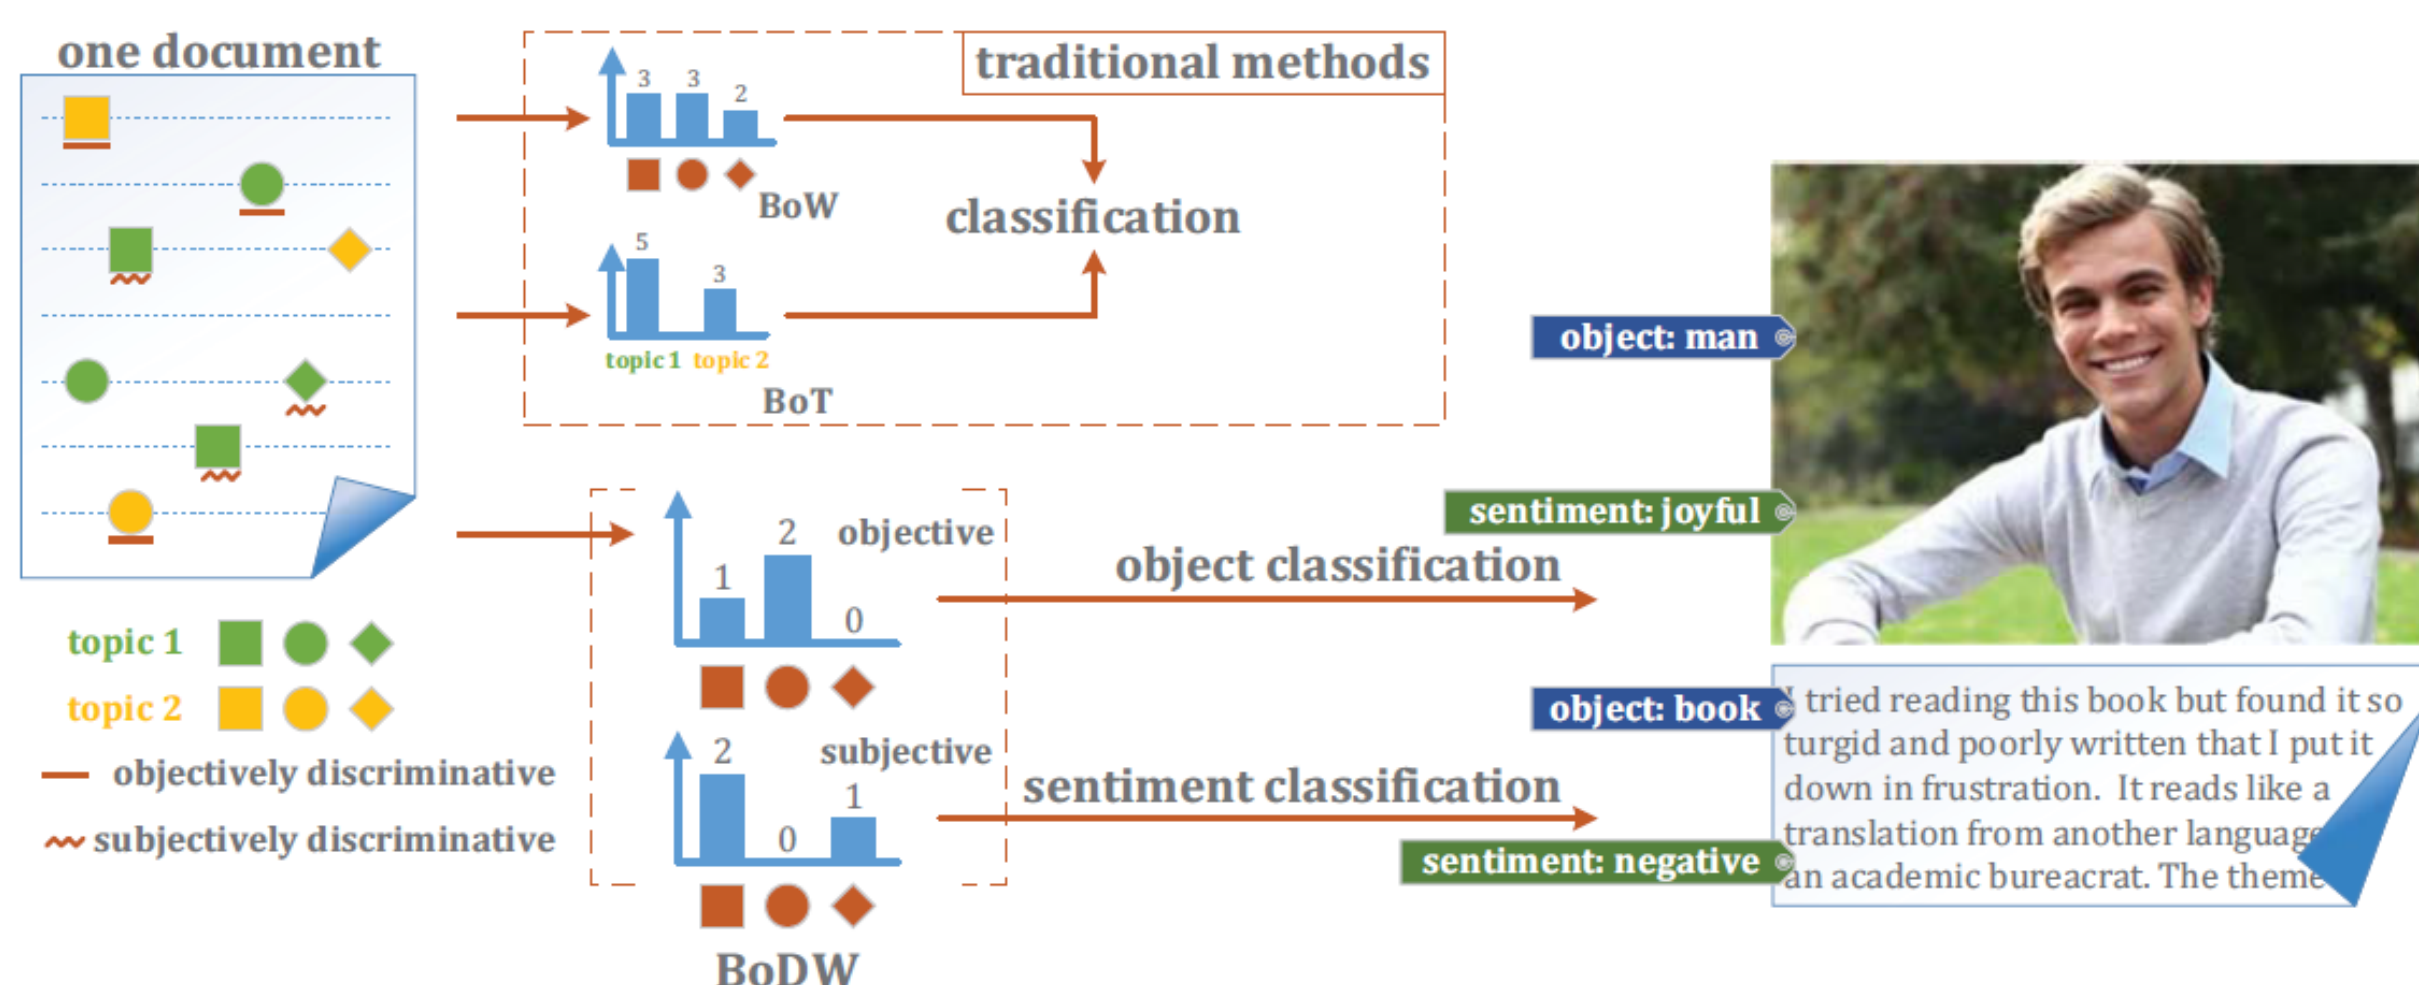 one document
traditional methods
3 3 2
BoW
classification
5
3
topic 1 topic 2
BoT
object: man
sentiment: joyful
objective
1 2 0
object classification
topic 1
topic 2
objectively discriminative
subjectively discriminative
subjective
2 0 1
sentiment classification
BoDW
object: book
sentiment: negative
I tried reading this book but found it so
turgid and poorly written that I put it
down in frustration. It reads like a
translation from another language
an academic bureacrat. The theme